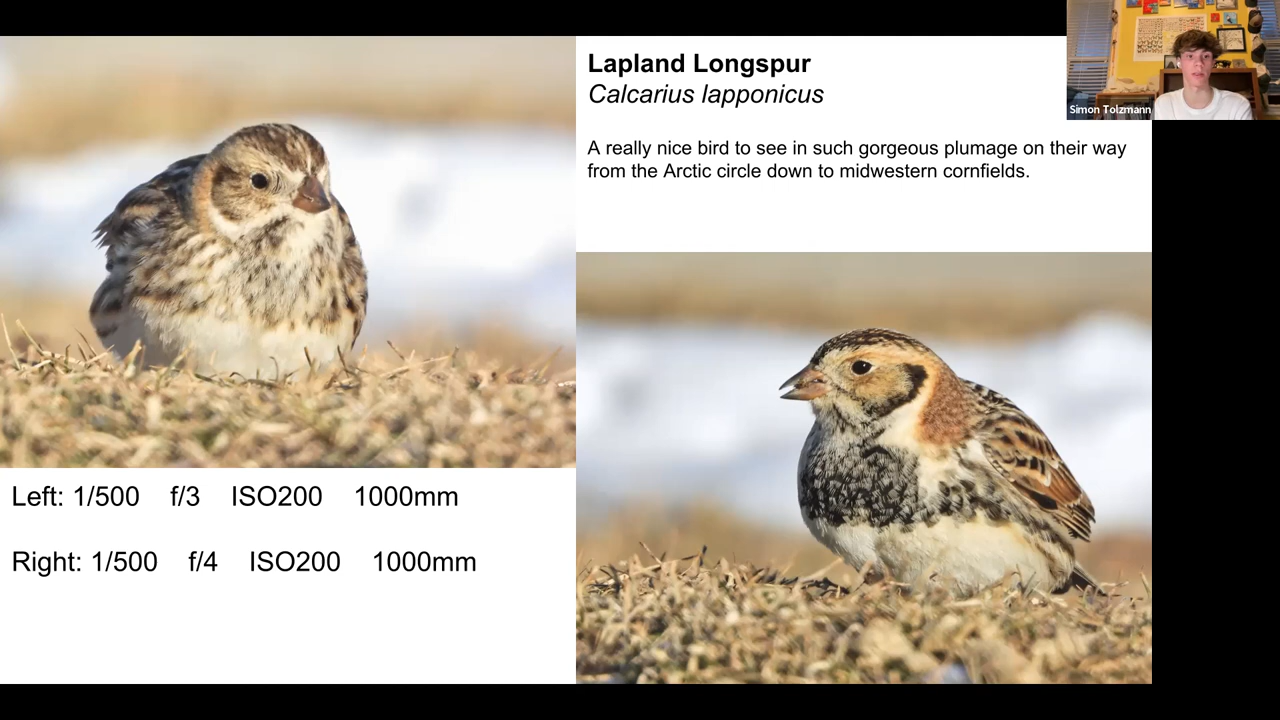 Lapland Longspur
Calcarius lapponicus
A really nice bird to see in such gorgeous plumage on their way
from the Arctic circle down to midwestern cornfields.
Simon Tolzmann
Left: 1/500 f/3 ISO200 1000mm
Right: 1/500 f/4 ISO200 1000mm